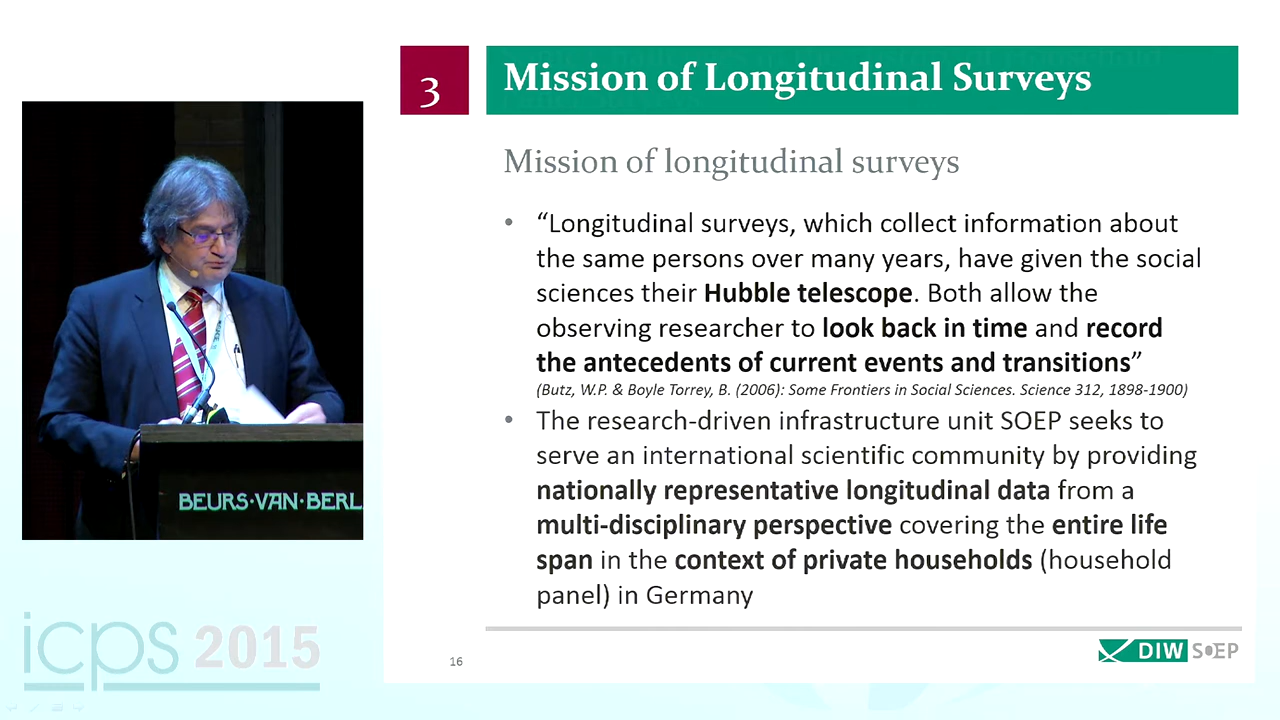 3
Mission of Longitudinal Surveys
Mission of longitudinal surveys
• “Longitudinal surveys, which collect information about
the same persons over many years, have given the social
sciences their Hubble telescope. Both allow the
observing researcher to look back in time and record
the antecedents of current events and transitions”
(Butz, W.P. & Boyle Torrey, B. (2006): Some Frontiers in Social Sciences. Science 312, 1898-1900)
• The research-driven infrastructure unit SOEP seeks to
serve an international scientific community by providing
nationally representative longitudinal data from a
multi-disciplinary perspective covering the entire life
span in the context of private households (household
panel) in Germany
BEURS·VAN·BERL
icps 2015
16
DIW SOEP